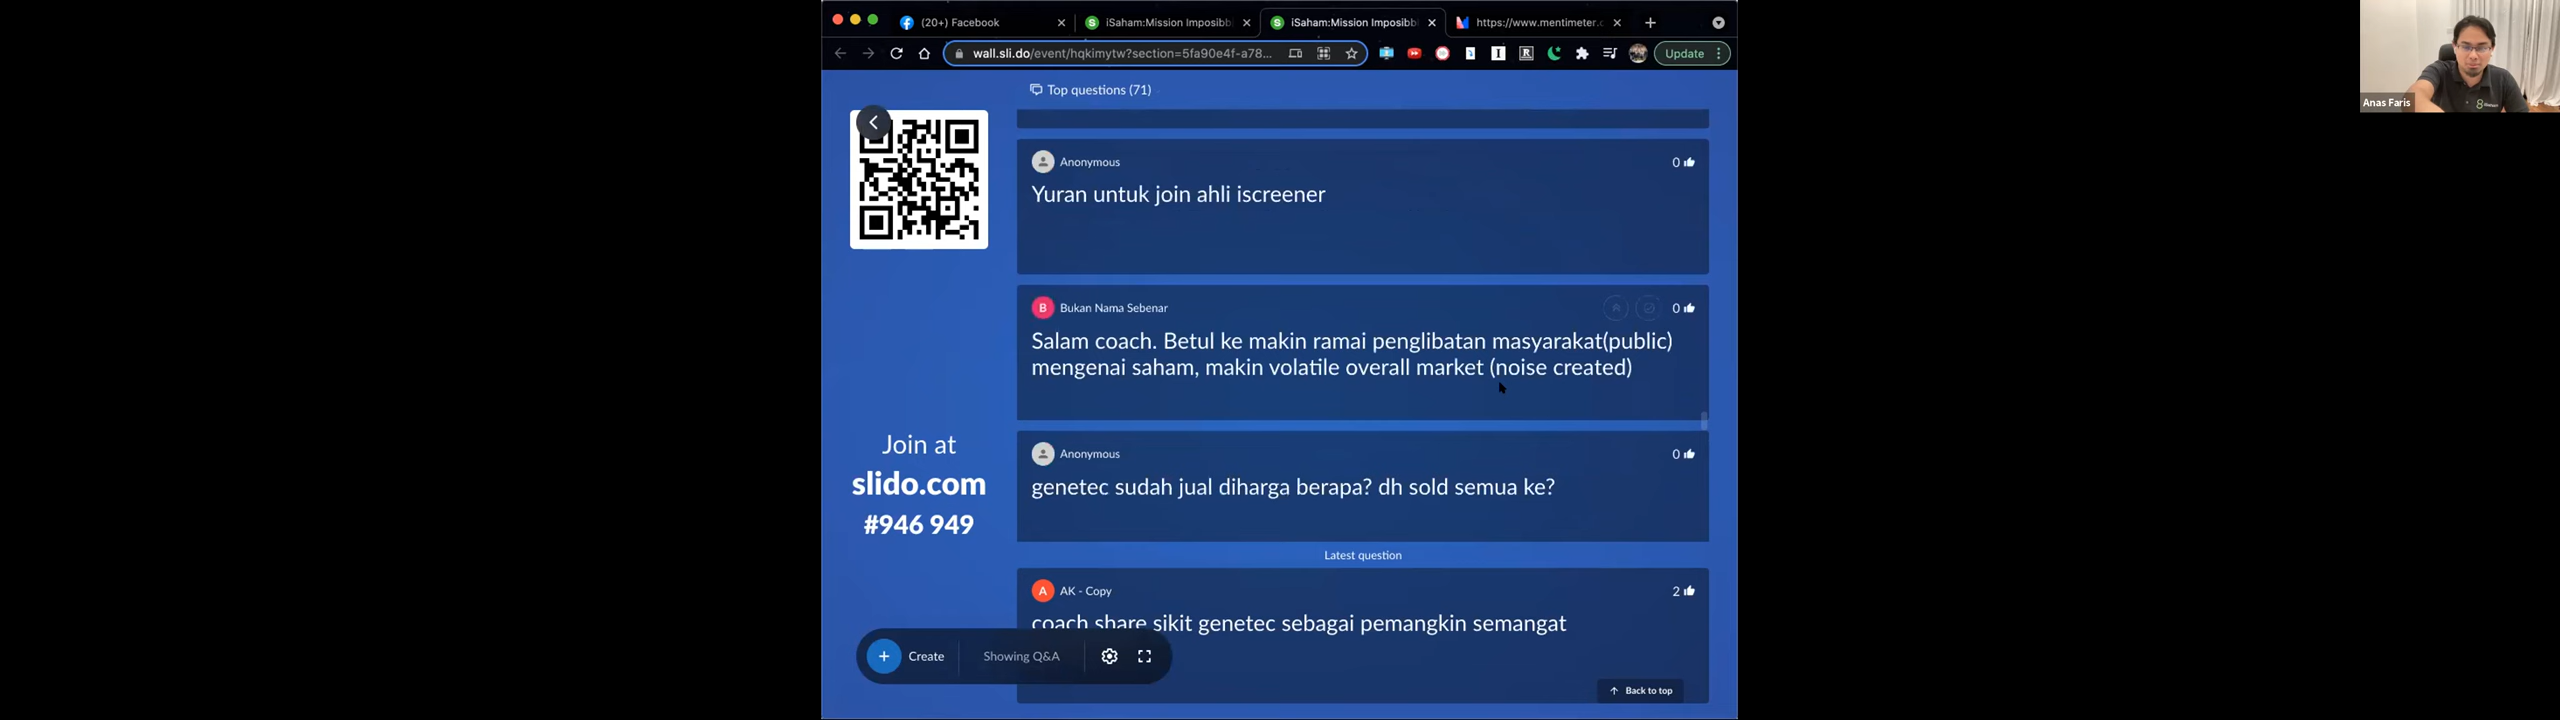 (20+) Facebook
iSaham:Mission Imposibb
iSaham:Mission Imposibb
https://www.mentimeter.c
wall.sli.do/event/hqkimytw?section=5fa90e4f-a78...
Update
Top questions (71)
Anonymous
0
Yuran untuk join ahli iscreener
B
Bukan Nama Sebenar
0
Salam coach. Betul ke makin ramai penglibatan masyarakat(public)
mengenai saham, makin volatile overall market (noise created)
Anonymous
0
genetec sudah jual diharga berapa? dh sold semua ke?
Latest question
A
AK - Copy
2
coach share sikit genetec sebagai pemangkin semangat
Back to top
Join at
slido.com
#946 949
Create
Showing Q&A
Anas Faris